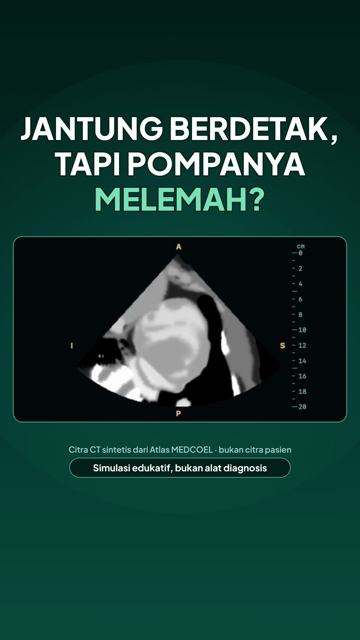 JANTUNG BERDETAK,
TAPI POMPANYA
MELEMAH?
A
cm
0
2
4
6
8
10
I
12
S
14
16
18
P
20
Citra CT sintetis dari Atlas MEDCOEL · bukan citra pasien
Simulasi edukatif, bukan alat diagnosis